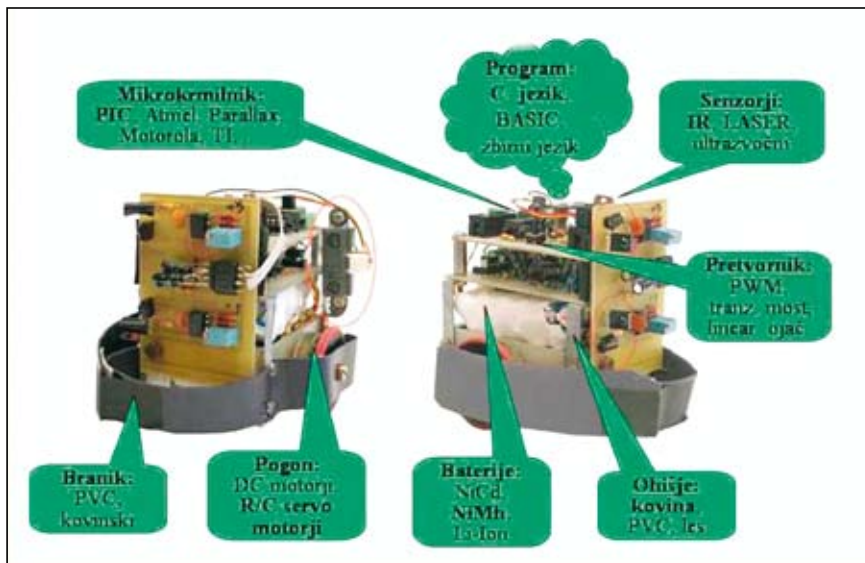 Mikrokrmilnik:
PIC, Atmel, Parallax,
Motorola, TI,
Program:
C jezik,
BASIC,
zbirni jezik
Senzorji:
IR, LASER,
ultrazvočni
Pretvornik:
PWM,
tranz. most,
linear. ojač
Branik:
PVC,
kovinski
Pogon:
DC motorji,
R/C servo
motorji
Baterije:
NiCd,
NiMh,
Li-Ion
Ohišje:
kovina,
PVC, les